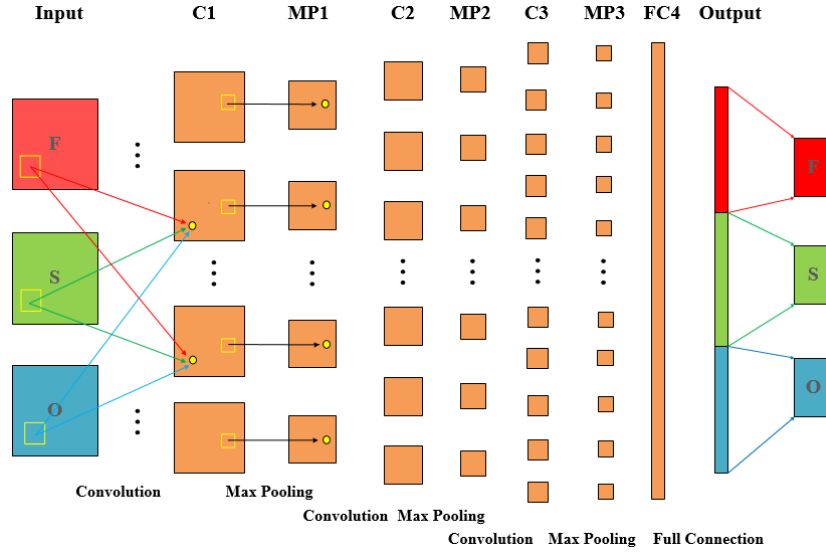 Input C1 MP1 C2 MP2 C3 MP3 FC4 Output
F F
S S
O O
Convolution Max Pooling
Convolution Max Pooling
Convolution Max Pooling Full Connection